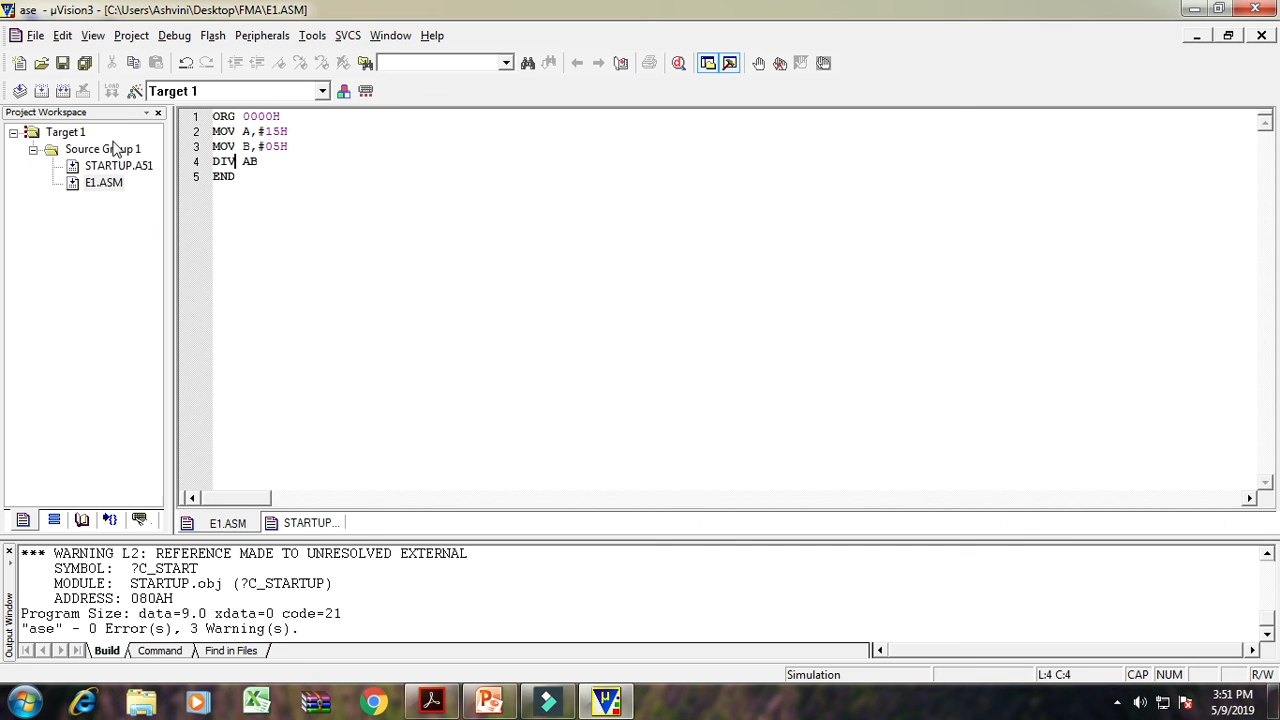 ase - µVision3 - [C:\Users\Ashvini\Desktop\FMA\E1.ASM]
File Edit View Project Debug Flash Peripherals Tools SVCS Window Help
LOAD Target 1
Project Workspace
Target 1
Source Group 1
STARTUP.A51
E1.ASM
1 ORG 0000H
2 MOV A,#15H
3 MOV B,#05H
4 DIV AB
5 END
E1.ASM STARTUP...
*** WARNING L2: REFERENCE MADE TO UNRESOLVED EXTERNAL
SYMBOL: ?C_START
MODULE: STARTUP.obj (?C_STARTUP)
ADDRESS: 080AH
Program Size: data=9.0 xdata=0 code=21
"ase" - 0 Error(s), 3 Warning(s).
Output Window
Build Command Find in Files
Simulation L:4 C:4 CAP NUM R/W
3:51 PM
5/9/2019